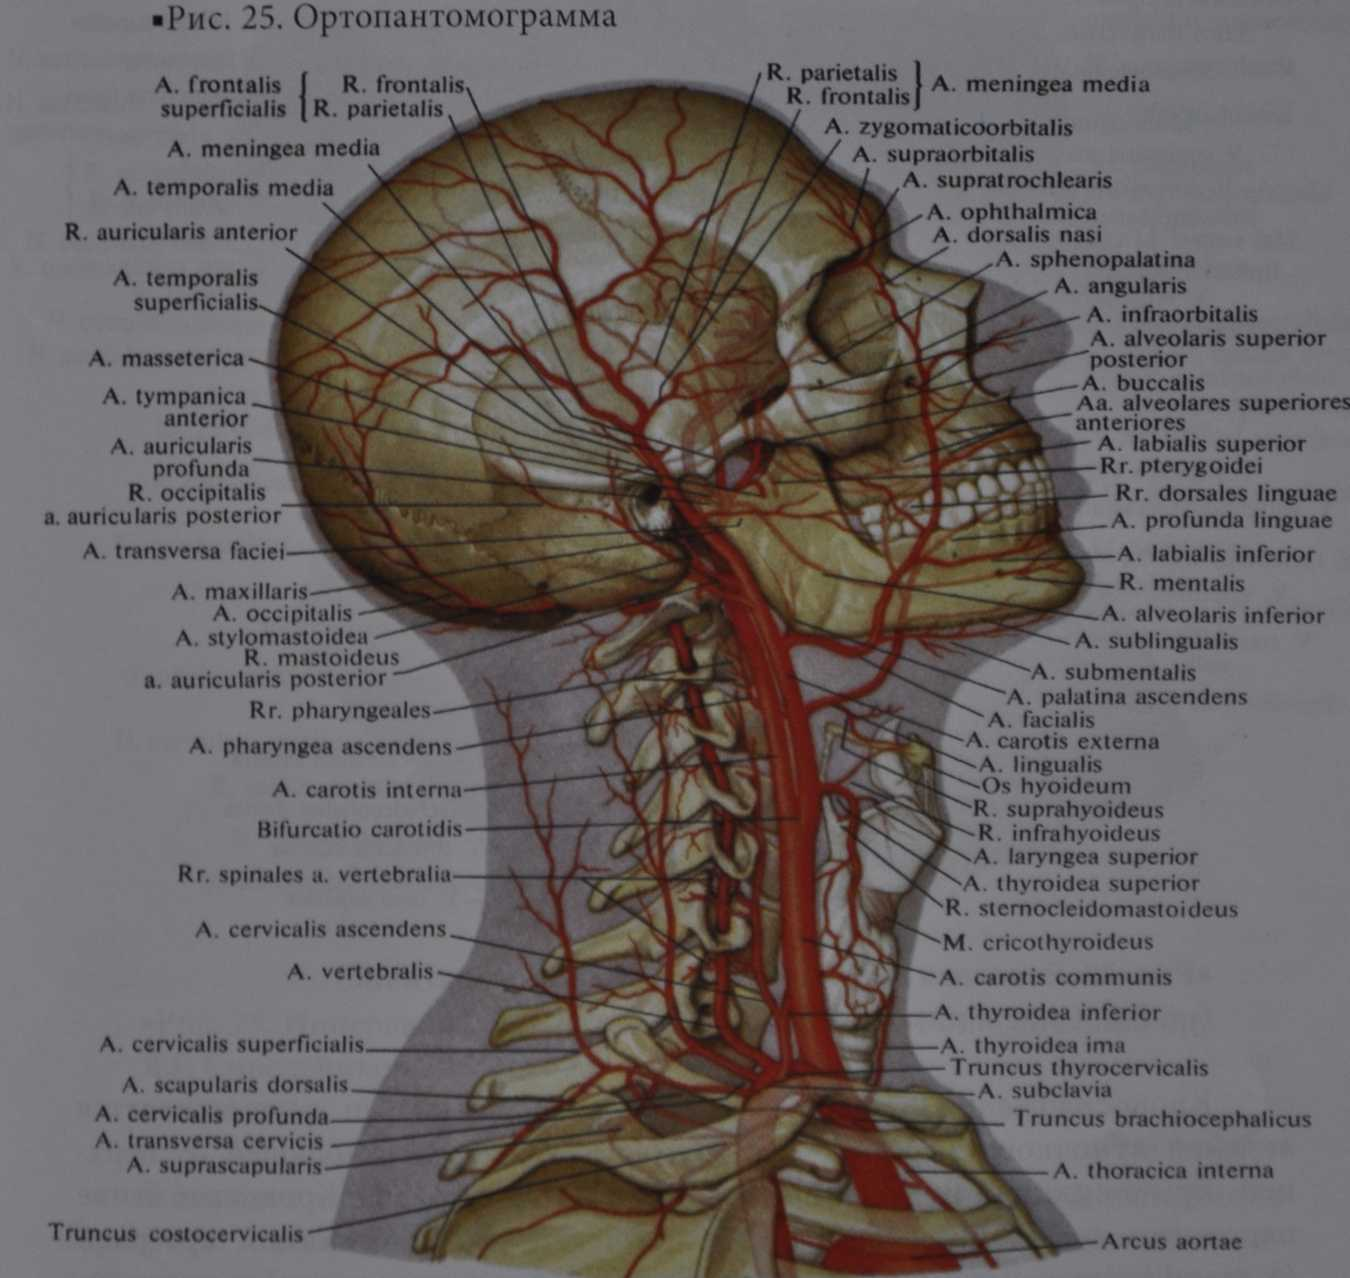 ▪Рис. 25. Ортопантомограмма
A. frontalis
superficialis
R. frontalis
R. parietalis
A. meningea media
A. temporalis media
R. auricularis anterior
A. temporalis
superficialis
A. masseterica
A. tympanica
anterior
A. auricularis
profunda
R. occipitalis
a. auricularis posterior
A. transversa faciei
A. maxillaris
A. occipitalis
A. stylomastoidea
R. mastoideus
a. auricularis posterior
Rr. pharyngeales
A. pharyngea ascendens
A. carotis interna
Bifurcatio carotidis
Rr. spinales a. vertebralia
A. cervicalis ascendens
A. vertebralis
A. cervicalis superficialis
A. scapularis dorsalis
A. cervicalis profunda
A. transversa cervicis
A. suprascapularis
Truncus costocervicalis
R. parietalis
R. frontalis
A. meningea media
A. zygomaticoorbitalis
A. supraorbitalis
A. supratrochlearis
A. ophthalmica
A. dorsalis nasi
A. sphenopalatina
A. angularis
A. infraorbitalis
A. alveolaris superior
posterior
A. buccalis
Aa. alveolares superiores
anteriores
A. labialis superior
Rr. pterygoidei
Rr. dorsales linguae
A. profunda linguae
A. labialis inferior
R. mentalis
A. alveolaris inferior
A. sublingualis
A. submentalis
A. palatina ascendens
A. facialis
A. carotis externa
A. lingualis
Os hyoideum
R. suprahyoideus
R. infrahyoideus
A. laryngea superior
A. thyroidea superior
R. sternocleidomastoideus
M. cricothyroideus
A. carotis communis
A. thyroidea inferior
A. thyroidea ima
Truncus thyrocervicalis
A. subclavia
Truncus brachiocephalicus
A. thoracica interna
Arcus aortae